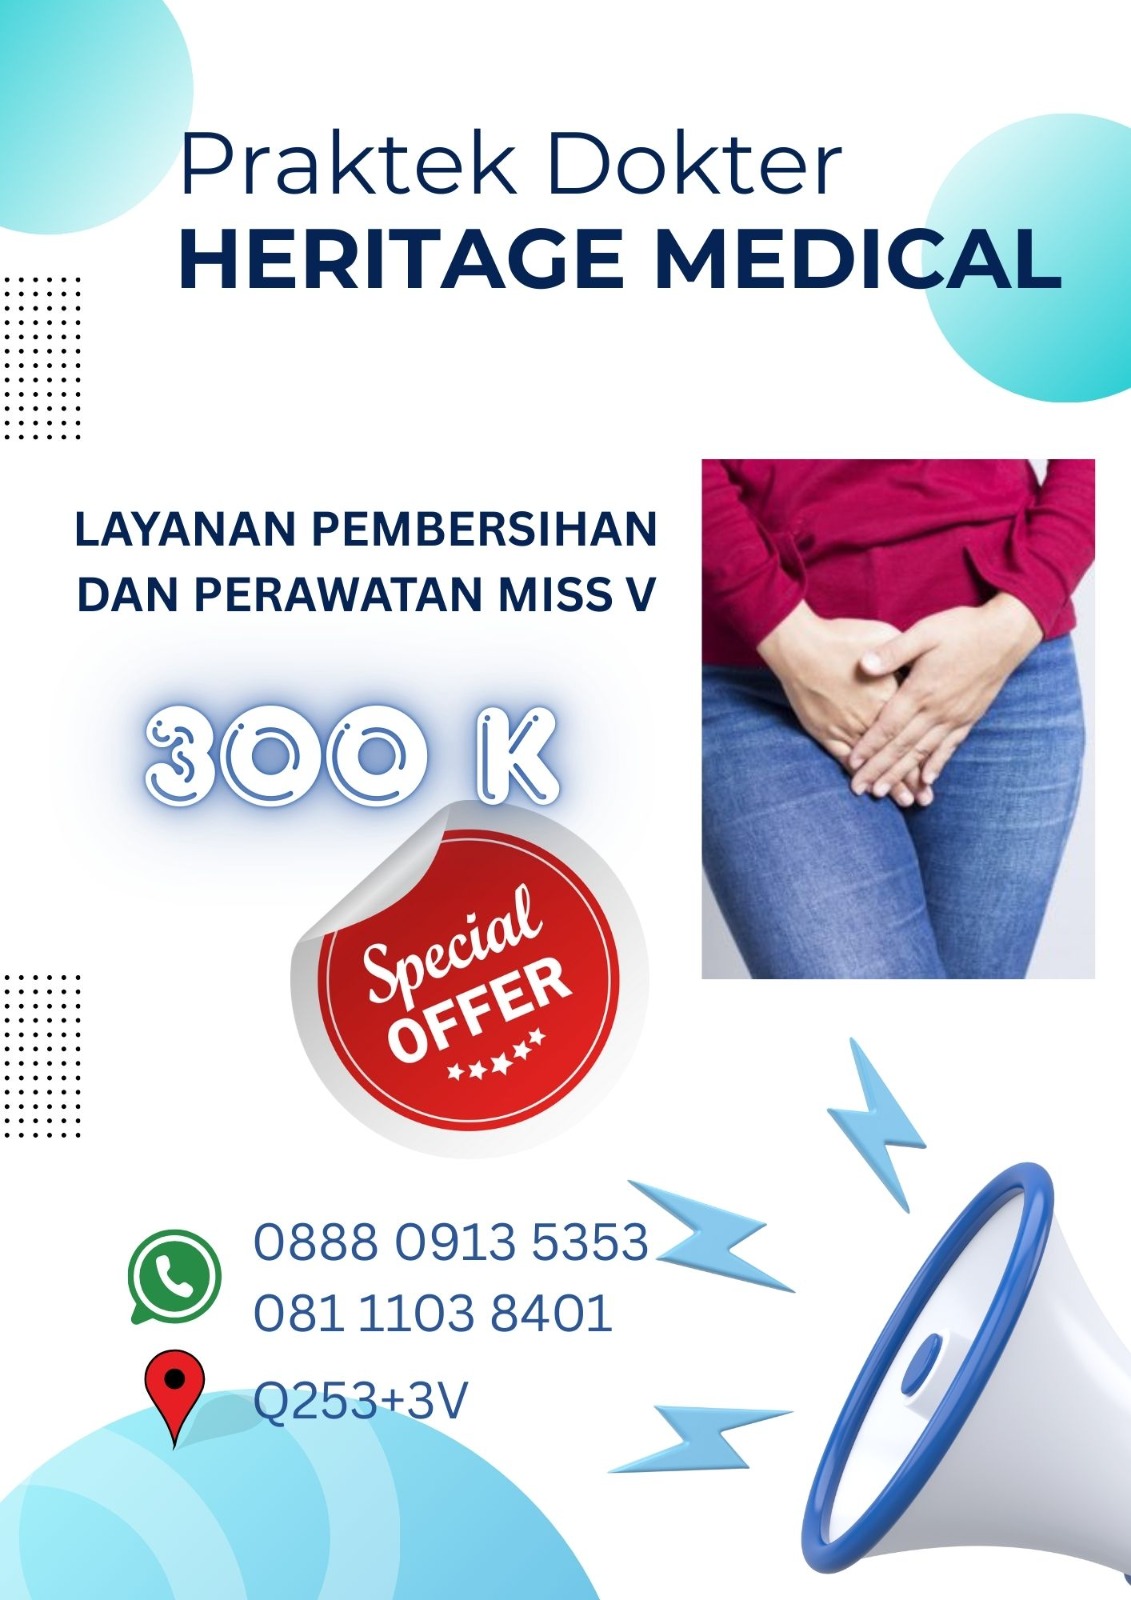 Praktek Dokter
HERITAGE MEDICAL
LAYANAN PEMBERSIHAN
DAN PERAWATAN MISS V
300 K
Special
OFFER
0888 0913 5353
081 1103 8401
Q253+3V